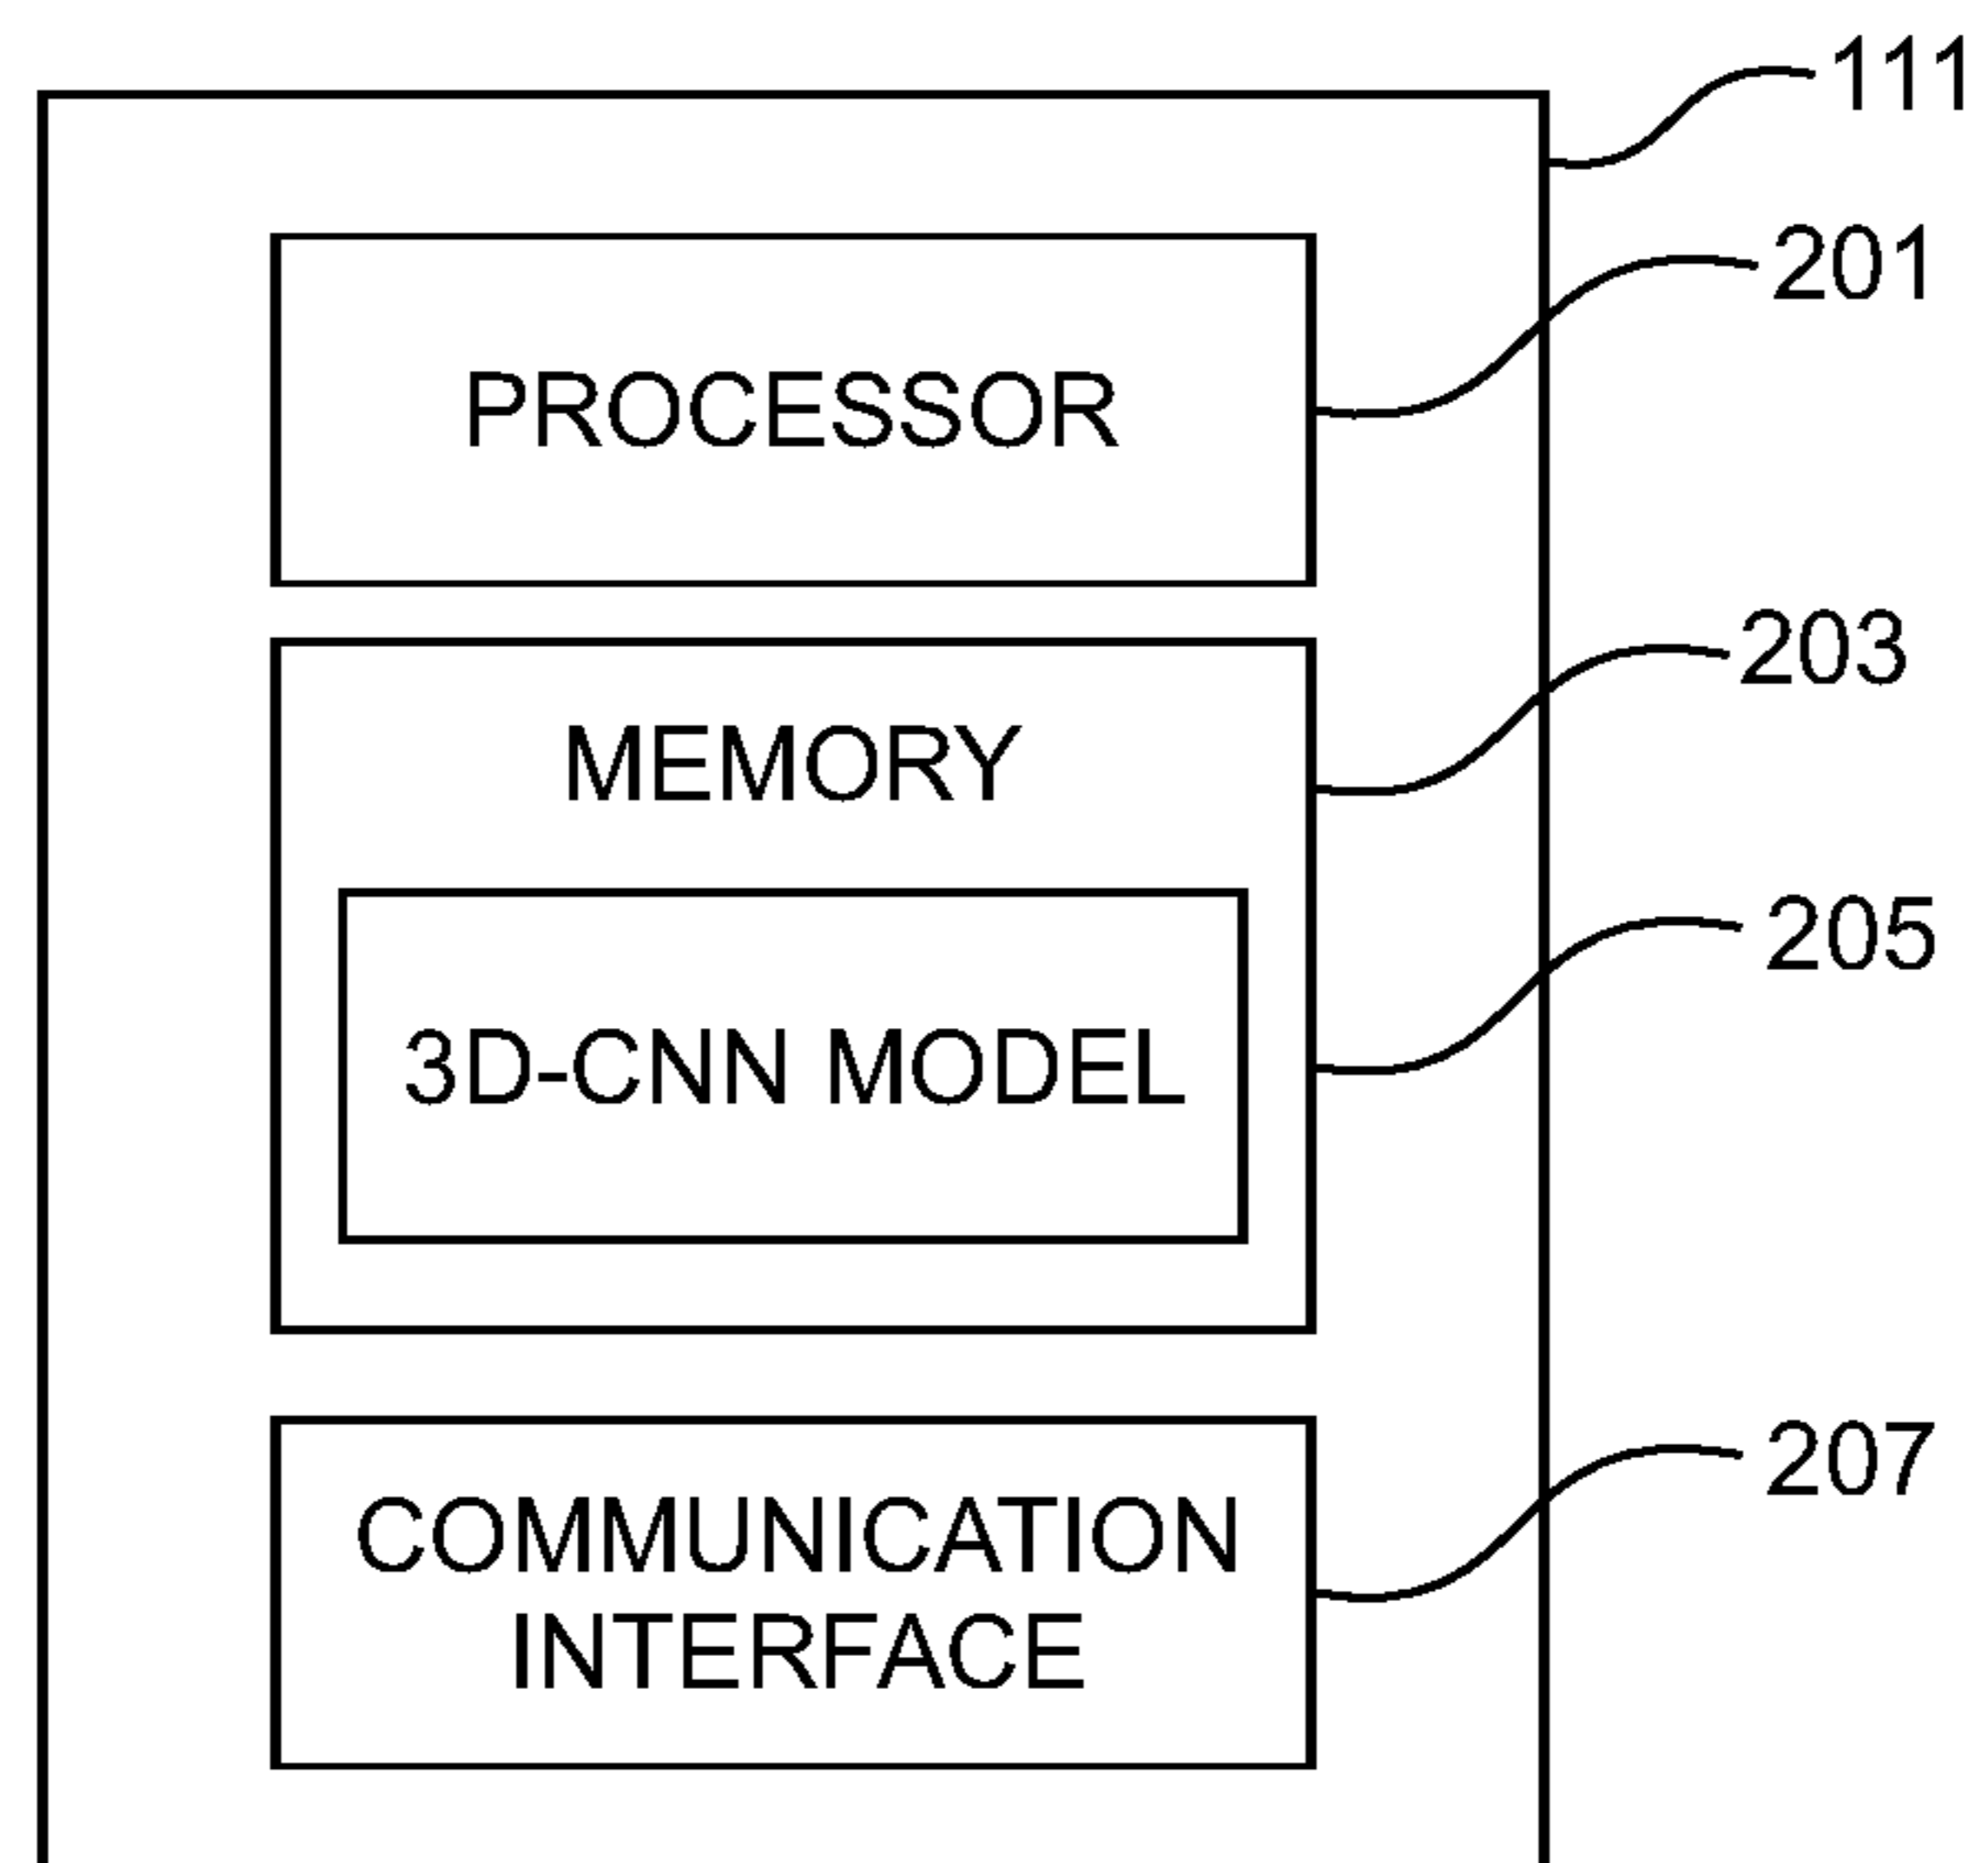 111
201
PROCESSOR
203
MEMORY
205
3D-CNN MODEL
207
COMMUNICATION
INTERFACE